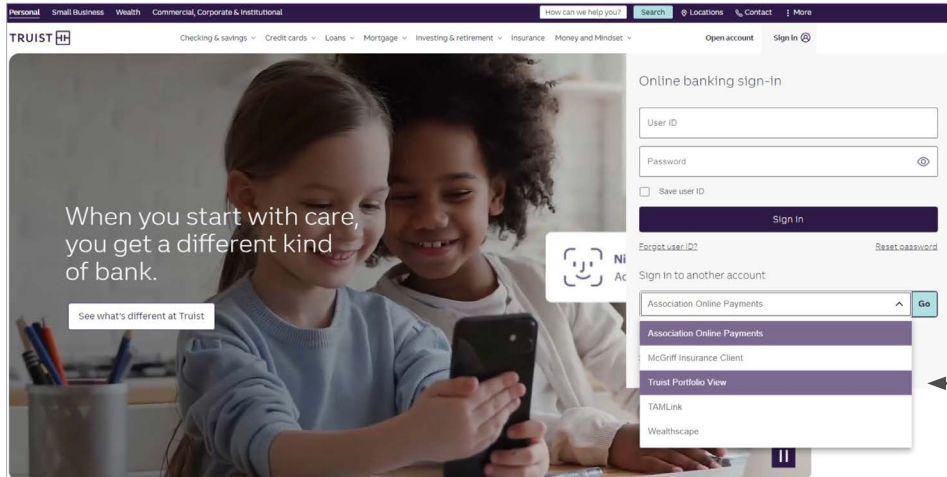 Personal Small Business Wealth Commercial, Corporate & Institutional How can we help you? Search Locations Contact More
TRUIST Checking & savings Credit cards Loans Mortgage Investing & retirement Insurance Money and Mindset Open account Sign in
When you start with care,
you get a different kind
of bank.
See what's different at Truist
Ni
Ac
Online banking sign-in
User ID
Password
Save user ID
Sign in
Forgot user ID? Reset password
Sign in to another account
Association Online Payments Go
Association Online Payments
McGriff Insurance Client
Truist Portfolio View
TAMLink
Wealthscape